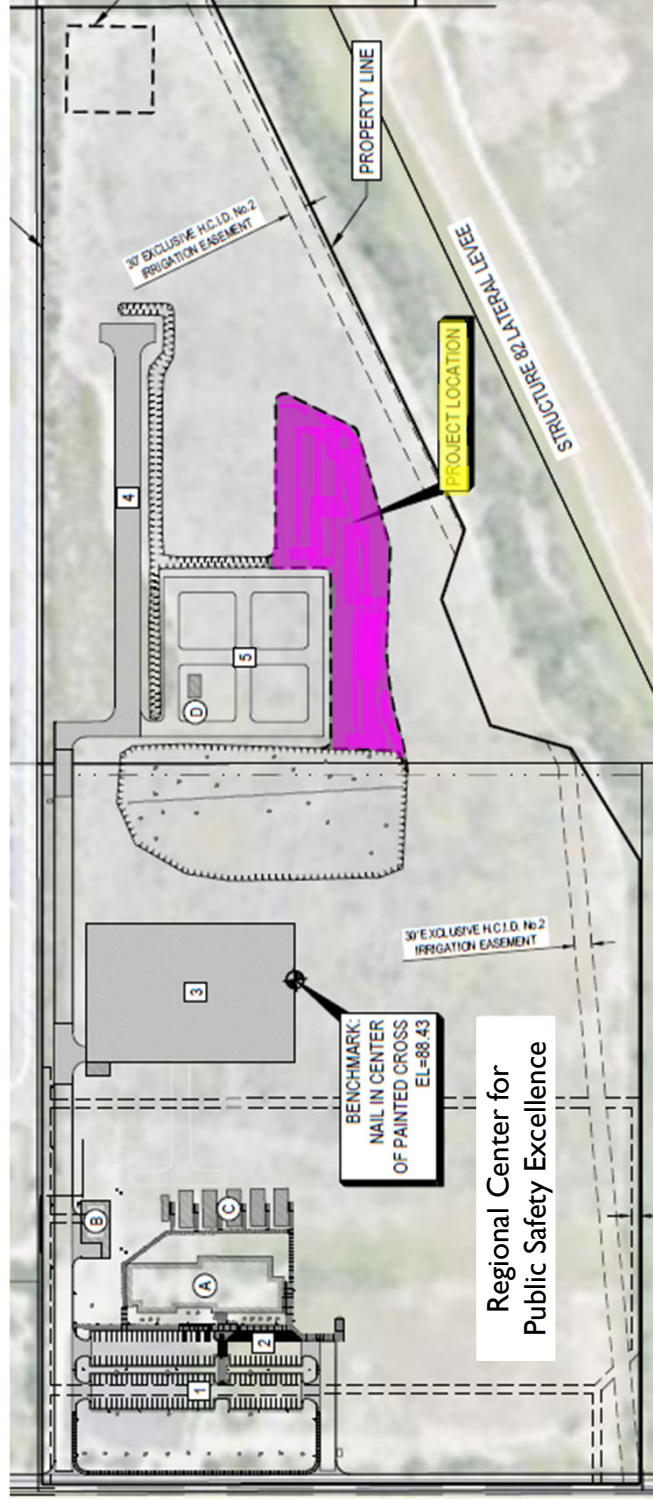 30' EXCLUSIVE H.C.I.D. No.2
IRRIGATION EASEMENT
PROPERTY LINE
STRUCTURE 82 LATERAL LEVEE
PROJECT LOCATION
4
5
D
3
30' EXCLUSIVE H.C.I.D. No.2
IRRIGATION EASEMENT
BENCHMARK:
NAIL IN CENTER
OF PAINTED CROSS
EL=88.43
B
C
A
2
1
Regional Center for
Public Safety Excellence